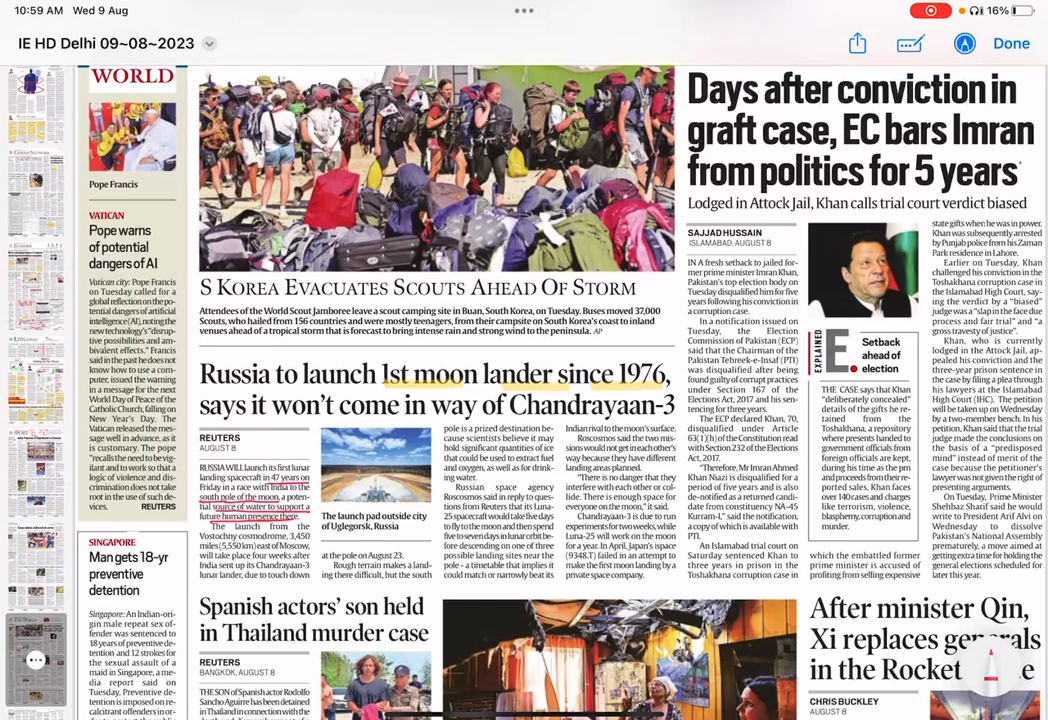 10:59 AM Wed 9 Aug
16%
IE HD Delhi 09~08~2023
Done
WORLD
Pope Francis
VATICAN
Pope warns
of potential
dangers of AI
Vatican city: Pope Francis
on Tuesday called for a
global reflection on the po-
tential dangers of artificial
intelligence (AI), noting the
new technology's "disrup-
tive possibilities and am-
bivalent effects." Francis
said in the past he does not
know how to use a com-
puter, issued the warning
in a message for the next
World Day of Peace of the
Catholic Church, falling on
New Year's Day. The
Vatican released the mes-
sage well in advance, as it
is customary. The pope
"recalls the need to be vig-
ilant and to work so that a
logic of violence and dis-
crimination does not take
root in the use of such de-
vices. REUTERS
SINGAPORE
Man gets 18-yr
preventive
detention
Singapore: An Indian-ori-
gin male repeat sex of-
fender was sentenced to
18 years of preventive de-
tention and 12 strokes for
the sexual assault of a
maid in Singapore, a me-
dia report said on
Tuesday. Preventive de-
tention is imposed on re-
calcitrant offenders in or-
S KOREA EVACUATES SCOUTS AHEAD OF STORM
Attendees of the World Scout Jamboree leave a scout camping site in Buan, South Korea, on Tuesday. Buses moved 37,000
Scouts, who hailed from 156 countries and were mostly teenagers, from their campsite on South Korea's coast to inland
venues ahead of a tropical storm that is forecast to bring intense rain and strong wind to the peninsula. AP
Russia to launch 1st moon lander since 1976,
says it won't come in way of Chandrayaan-3
REUTERS
AUGUST 8
RUSSIA WILL launch its first lunar
landing spacecraft in 47 years on
Friday in a race with India to the
south pole of the moon, a poten-
tial source of water to support a
future human presence there.
The launch from the
Vostochny cosmodrome, 3,450
miles (5,550 km) east of Moscow,
will take place four weeks after
India sent up its Chandrayaan-3
lunar lander, due to touch down
The launch pad outside city
of Uglegorsk, Russia
at the pole on August 23.
Rough terrain makes a land-
ing there difficult, but the south
pole is a prized destination be-
cause scientists believe it may
hold significant quantities of ice
that could be used to extract fuel
and oxygen, as well as for drink-
ing water.
Russian space agency
Roscosmos said in reply to ques-
tions from Reuters that its Luna-
25 spacecraft would take five days
to fly to the moon and then spend
five to seven days in lunar orbit be-
fore descending on one of three
possible landing sites near the
pole - a timetable that implies it
could match or narrowly beat its
Indian rival to the moon's surface.
Roscosmos said the two mis-
sions would not get in each other's
way because they have different
landing areas planned.
"There is no danger that they
interfere with each other or col-
lide. There is enough space for
everyone on the moon," it said.
Chandrayaan-3 is due to run
experiments for two weeks, while
Luna-25 will work on the moon
for a year. In April, Japan's ispace
(9348.T) failed in an attempt to
make the first moon landing by a
private space company.
Days after conviction in
graft case, EC bars Imran
from politics for 5 years
Lodged in Attock Jail, Khan calls trial court verdict biased
SAJJAD HUSSAIN
ISLAMABAD, AUGUST 8
IN A fresh setback to jailed for-
mer prime minister Imran Khan,
Pakistan's top election body on
Tuesday disqualified him for five
years following his conviction in
a corruption case.
In a notification issued on
Tuesday, the Election
Commission of Pakistan (ECP)
said that the Chairman of the
Pakistan Tehreek-e-Insaf (PTI)
was disqualified after being
found guilty of corrupt practices
under Section 167 of the
Elections Act, 2017 and his sen-
tencing for three years.
The ECP declared Khan, 70,
disqualified under Article
63(1)(h) of the Constitution read
with Section 232 of the Elections
Act, 2017.
"Therefore, Mr Imran Ahmed
Khan Niazi is disqualified for a
period of five years and is also
de-notified as a returned candi-
date from constituency NA-45
Kurram-I," said the notification,
a copy of which is available with
PTI.
An Islamabad trial court on
Saturday sentenced Khan to
three years in prison in the
Toshakhana corruption case in
EXPLAINED
E.
Setback
ahead of
election
THE CASE says that Khan
"deliberately concealed"
details of the gifts he re-
tained from the
Toshakhana, a repository
where presents handed to
government officials from
foreign officials are kept,
during his time as the pm
and proceeds from their re-
ported sales. Khan faces
over 140 cases and charges
like terrorism, violence,
blasphemy, corruption and
murder.
which the embattled former
prime minister is accused of
profiting from selling expensive
state gifts when he was in power.
Khan was subsequently arrested
by Punjab police from his Zaman
Park residence in Lahore.
Earlier on Tuesday, Khan
challenged his conviction in the
Toshakhana corruption case in
the Islamabad High Court, say-
ing the verdict by a "biased"
judge was a "slap in the face due
process and fair trial" and "a
gross travesty of justice".
Khan, who is currently
lodged in the Attock Jail, ap-
pealed his conviction and the
three-year prison sentence in
the case by filing a plea through
his lawyers at the Islamabad
High Court (IHC). The petition
will be taken up on Wednesday
by a two-member bench. In his
petition, Khan said that the trial
judge made the conclusions on
the basis of a "predisposed
mind" instead of merit of the
case because the petitioner's
lawyer was not given the right of
presenting arguments.
On Tuesday, Prime Minister
Shehbaz Sharif said he would
write to President Arif Alvi on
Wednesday to dissolve
Pakistan's National Assembly
prematurely, a move aimed at
getting extra time for holding the
general elections scheduled for
later this year.
Spanish actors' son held
in Thailand murder case
REUTERS
BANGKOK, AUGUST 8
THE SON of Spanish actor Rodolfo
Sancho Aguirre has been detained
in Thailand in connection with the
After minister Qin,
Xi replaces generals
in the Rocket
CHRIS BUCKLEY
AUGUST 8